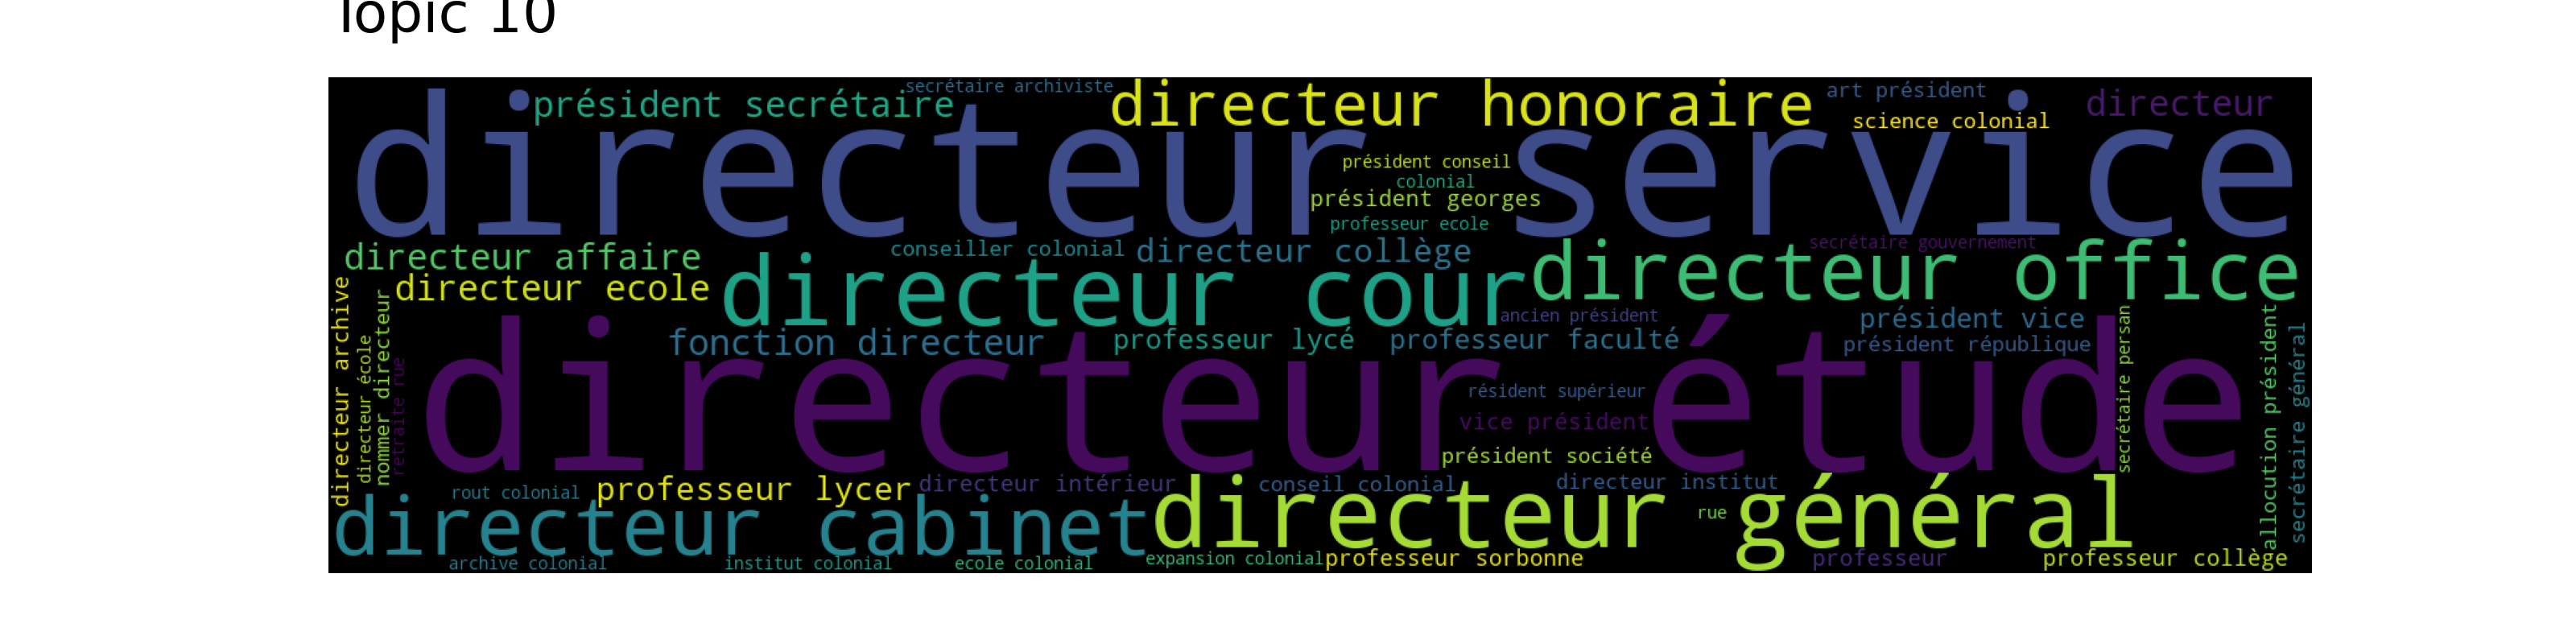 Topic 10
secrétaire archiviste
président secrétaire
directeur honoraire
art président
directeur
science colonial
directeur service
président conseil
colonial
président georges
professeur ecole
directeur affaire
conseiller colonial
directeur collège
secrétaire gouvernement
directeur ecole
directeur cour
directeur office
ancien président
président vice
fonction directeur
professeur lycé
professeur faculté
président république
directeur archive
directeur école
nommer directeur
retraite rue
directeur étude
résident supérieur
vice président
secrétaire persan
allocution président
secrétaire général
président société
rout colonial
professeur lycer
directeur intérieur
conseil colonial
directeur institut
directeur cabinet
directeur général
rue
archive colonial
institut colonial
ecole colonial
expansion colonial
professeur sorbonne
professeur
professeur collège